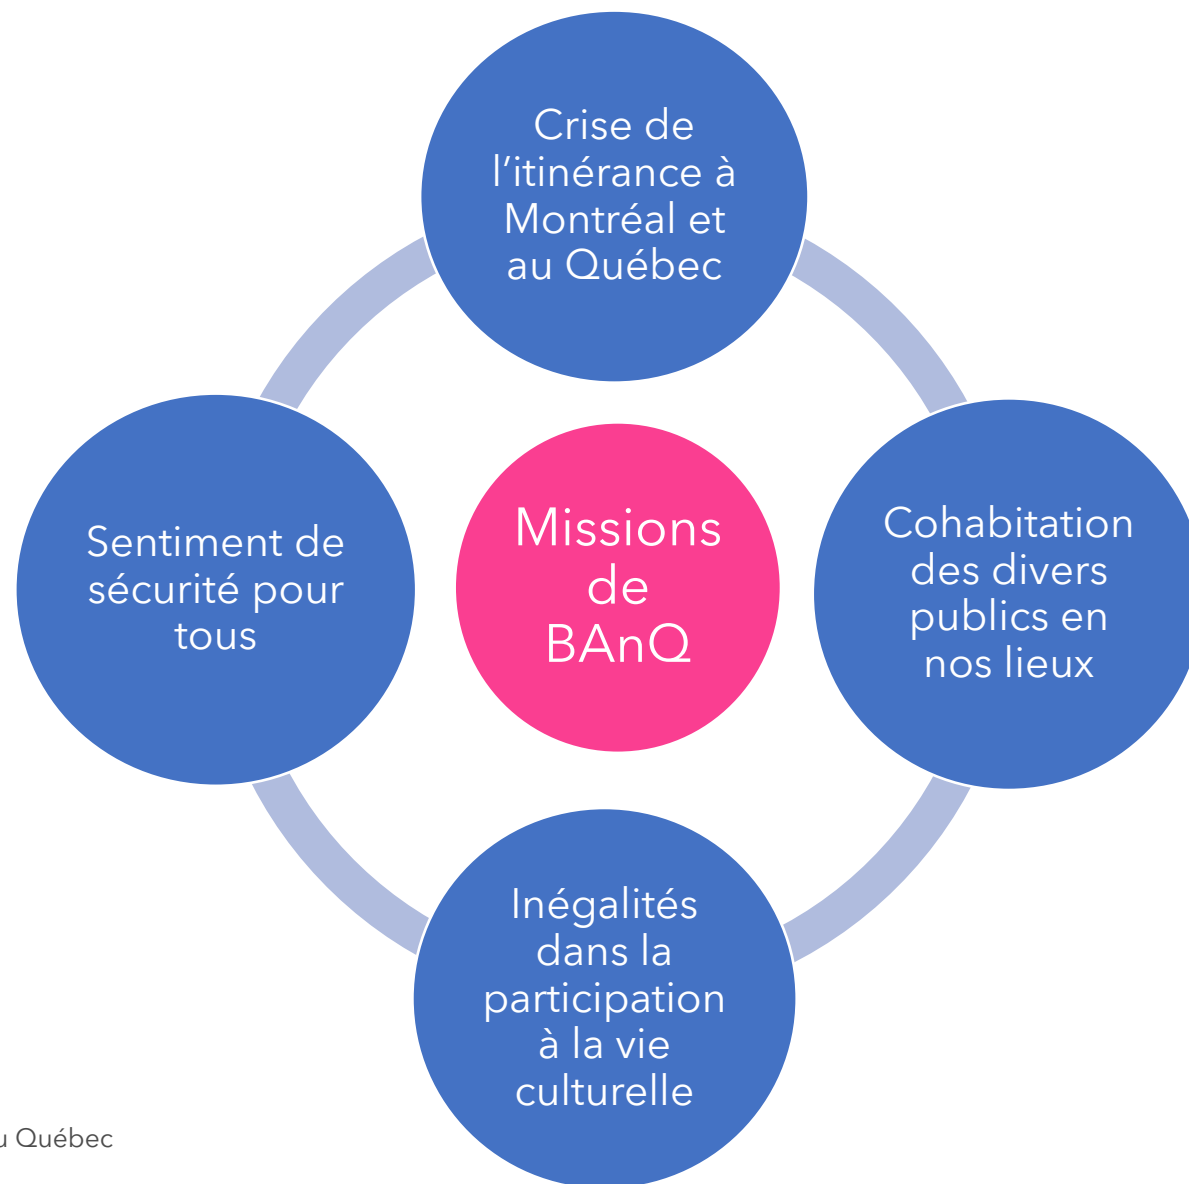 Crise de
l'itinérance à
Montréal et
au Québec
Sentiment de
sécurité pour
tous
Missions
de
BAnQ
Cohabitation
des divers
publics en
nos lieux
Inégalités
dans la
participation
à la vie
culturelle
Québec